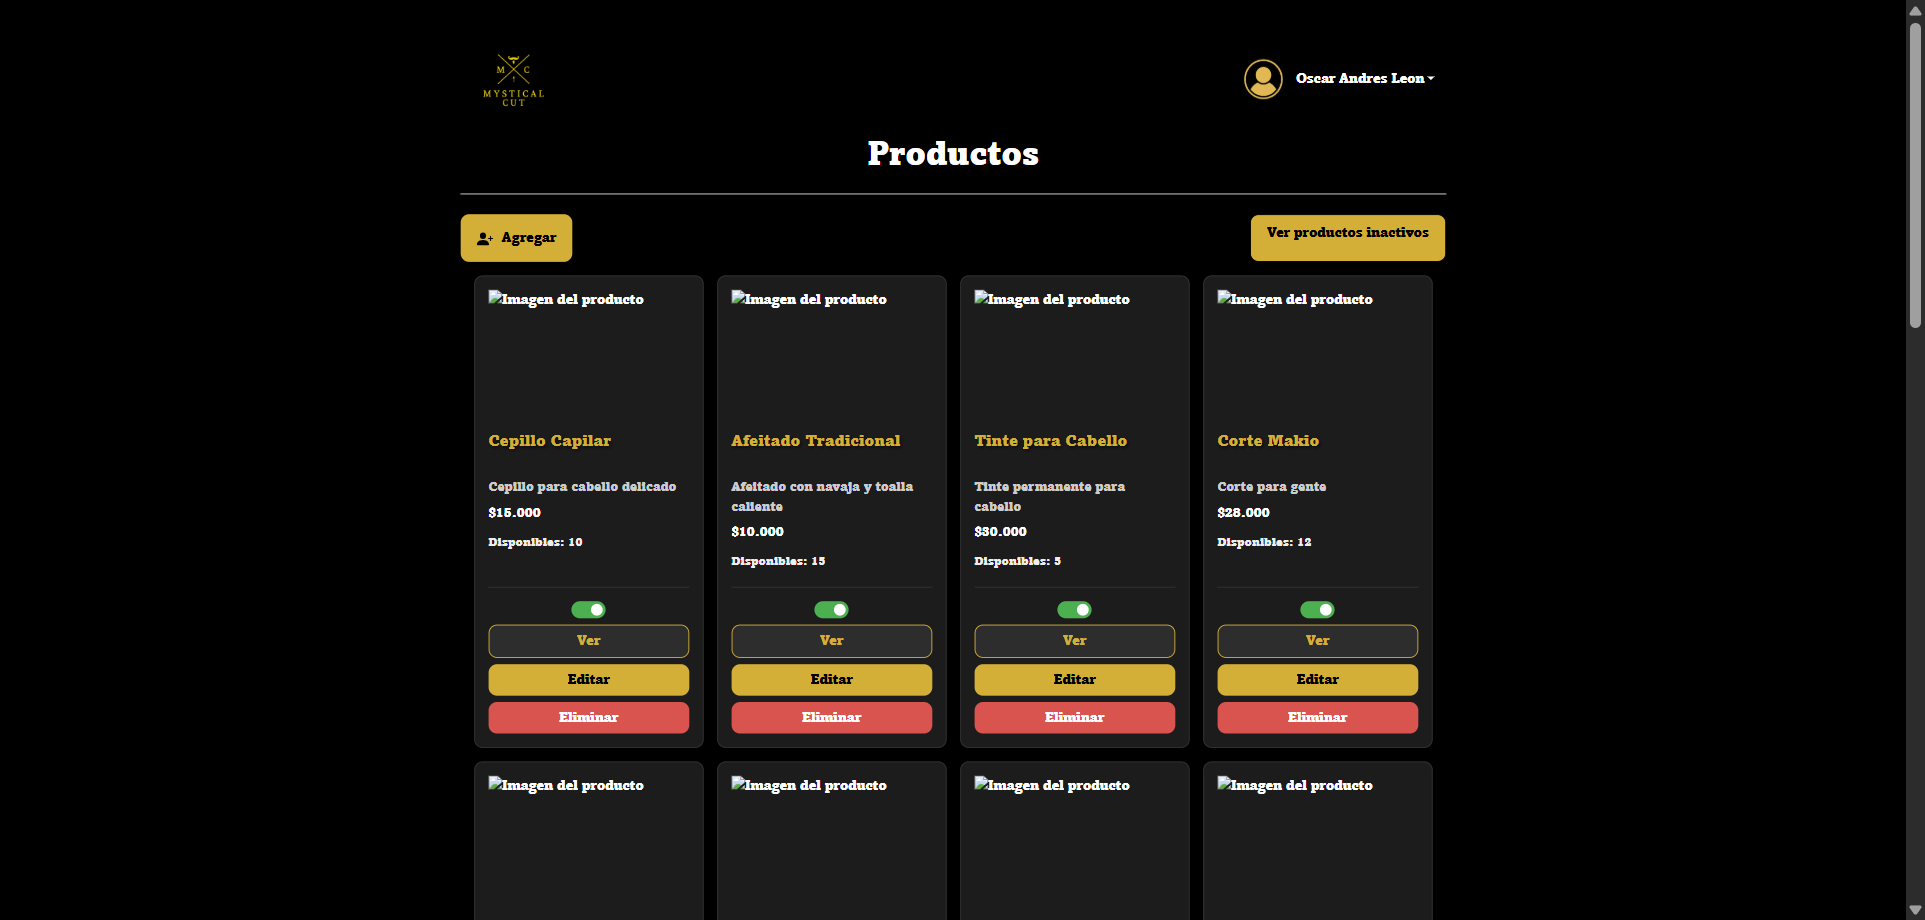 M C
MYSTICAL
CUT
Oscar Andres Leon
Productos
Agregar
Ver productos inactivos
Imagen del producto
Imagen del producto
Imagen del producto
Imagen del producto
Cepillo Capilar
Afeitado Tradicional
Tinte para Cabello
Corte Makio
Cepillo para cabello delicado
$15.000
Disponibles: 10
Afeitado con navaja y toalla
caliente
$10.000
Disponibles: 15
Tinte permanente para
cabello
$30.000
Disponibles: 5
Corte para gente
$28.000
Disponibles: 12
Ver
Ver
Ver
Ver
Editar
Editar
Editar
Editar
Eliminar
Eliminar
Eliminar
Eliminar
Imagen del producto
Imagen del producto
Imagen del producto
Imagen del producto